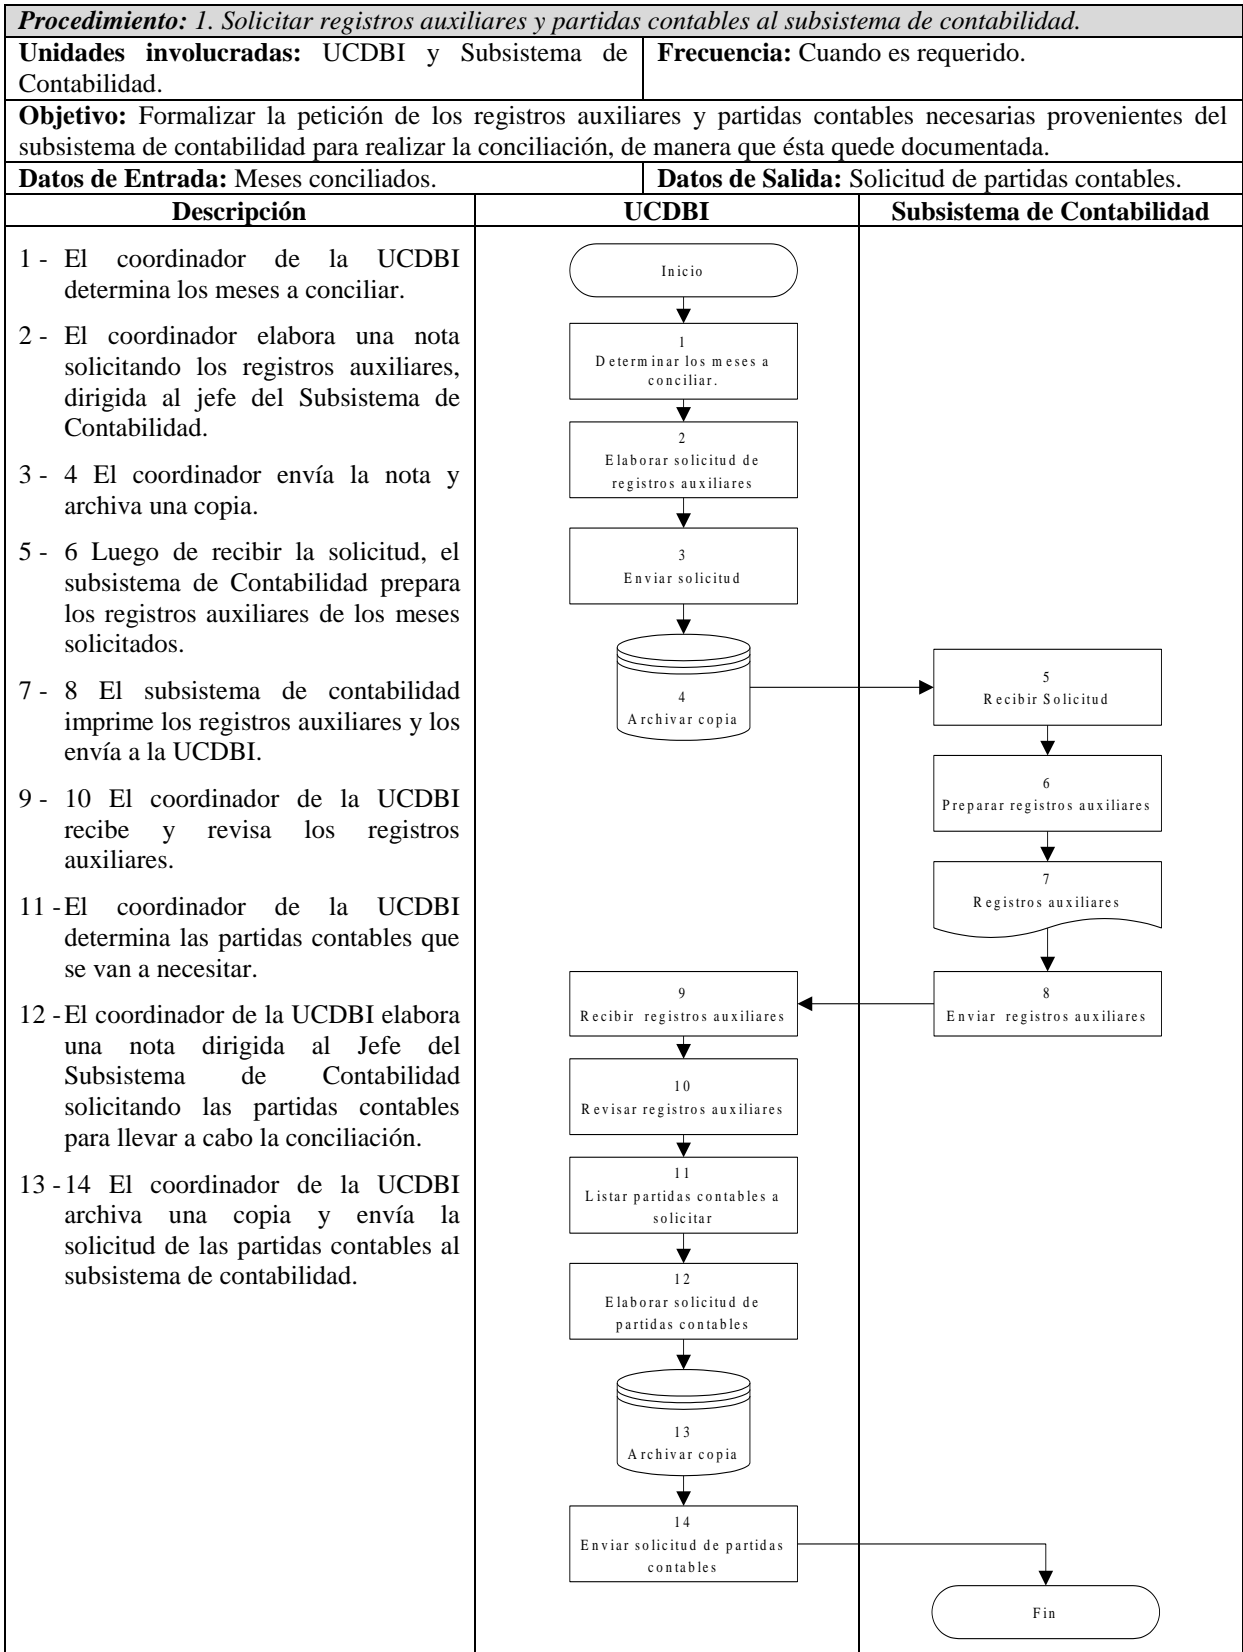 Procedimiento: 1. Solicitar registros auxiliares y partidas contables al subsistema de contabilidad.
Unidades involucradas: UCDBI y Subsistema de Contabilidad.
Frecuencia: Cuando es requerido.
Objetivo: Formalizar la petición de los registros auxiliares y partidas contables necesarias provenientes del
subsistema de contabilidad para realizar la conciliación, de manera que ésta quede documentada.
Datos de Entrada: Meses conciliados.
Datos de Salida: Solicitud de partidas contables.
Descripción
UCDBI
Subsistema de Contabilidad
1 - El coordinador de la UCDBI
determina los meses a conciliar.
2 - El coordinador elabora una nota
solicitando los registros auxiliares,
dirigida al jefe del Subsistema de
Contabilidad.
3 - 4 El coordinador envía la nota y
archiva una copia.
5 - 6 Luego de recibir la solicitud, el
subsistema de Contabilidad prepara
los registros auxiliares de los meses
solicitados.
7 - 8 El subsistema de contabilidad
imprime los registros auxiliares y los
envía a la UCDBI.
9 - 10 El coordinador de la UCDBI
recibe y revisa los registros
auxiliares.
11 - El coordinador de la UCDBI
determina las partidas contables que
se van a necesitar.
12 - El coordinador de la UCDBI elabora
una nota dirigida al Jefe del
Subsistema de Contabilidad
solicitando las partidas contables
para llevar a cabo la conciliación.
13 - 14 El coordinador de la UCDBI
archiva una copia y envía la
solicitud de las partidas contables al
subsistema de contabilidad.
Inicio
1
Determinar los meses a
conciliar.
2
Elaborar solicitud de
registros auxiliares
3
Enviar solicitud
4
Archivar copia
5
Recibir Solicitud
6
Preparar registros auxiliares
7
Registros auxiliares
8
Enviar registros auxiliares
9
Recibir registros auxiliares
10
Revisar registros auxiliares
11
Listar partidas contables a
solicitar
12
Elaborar solicitud de
partidas contables
13
Archivar copia
14
Enviar solicitud de partidas
contables
Fin